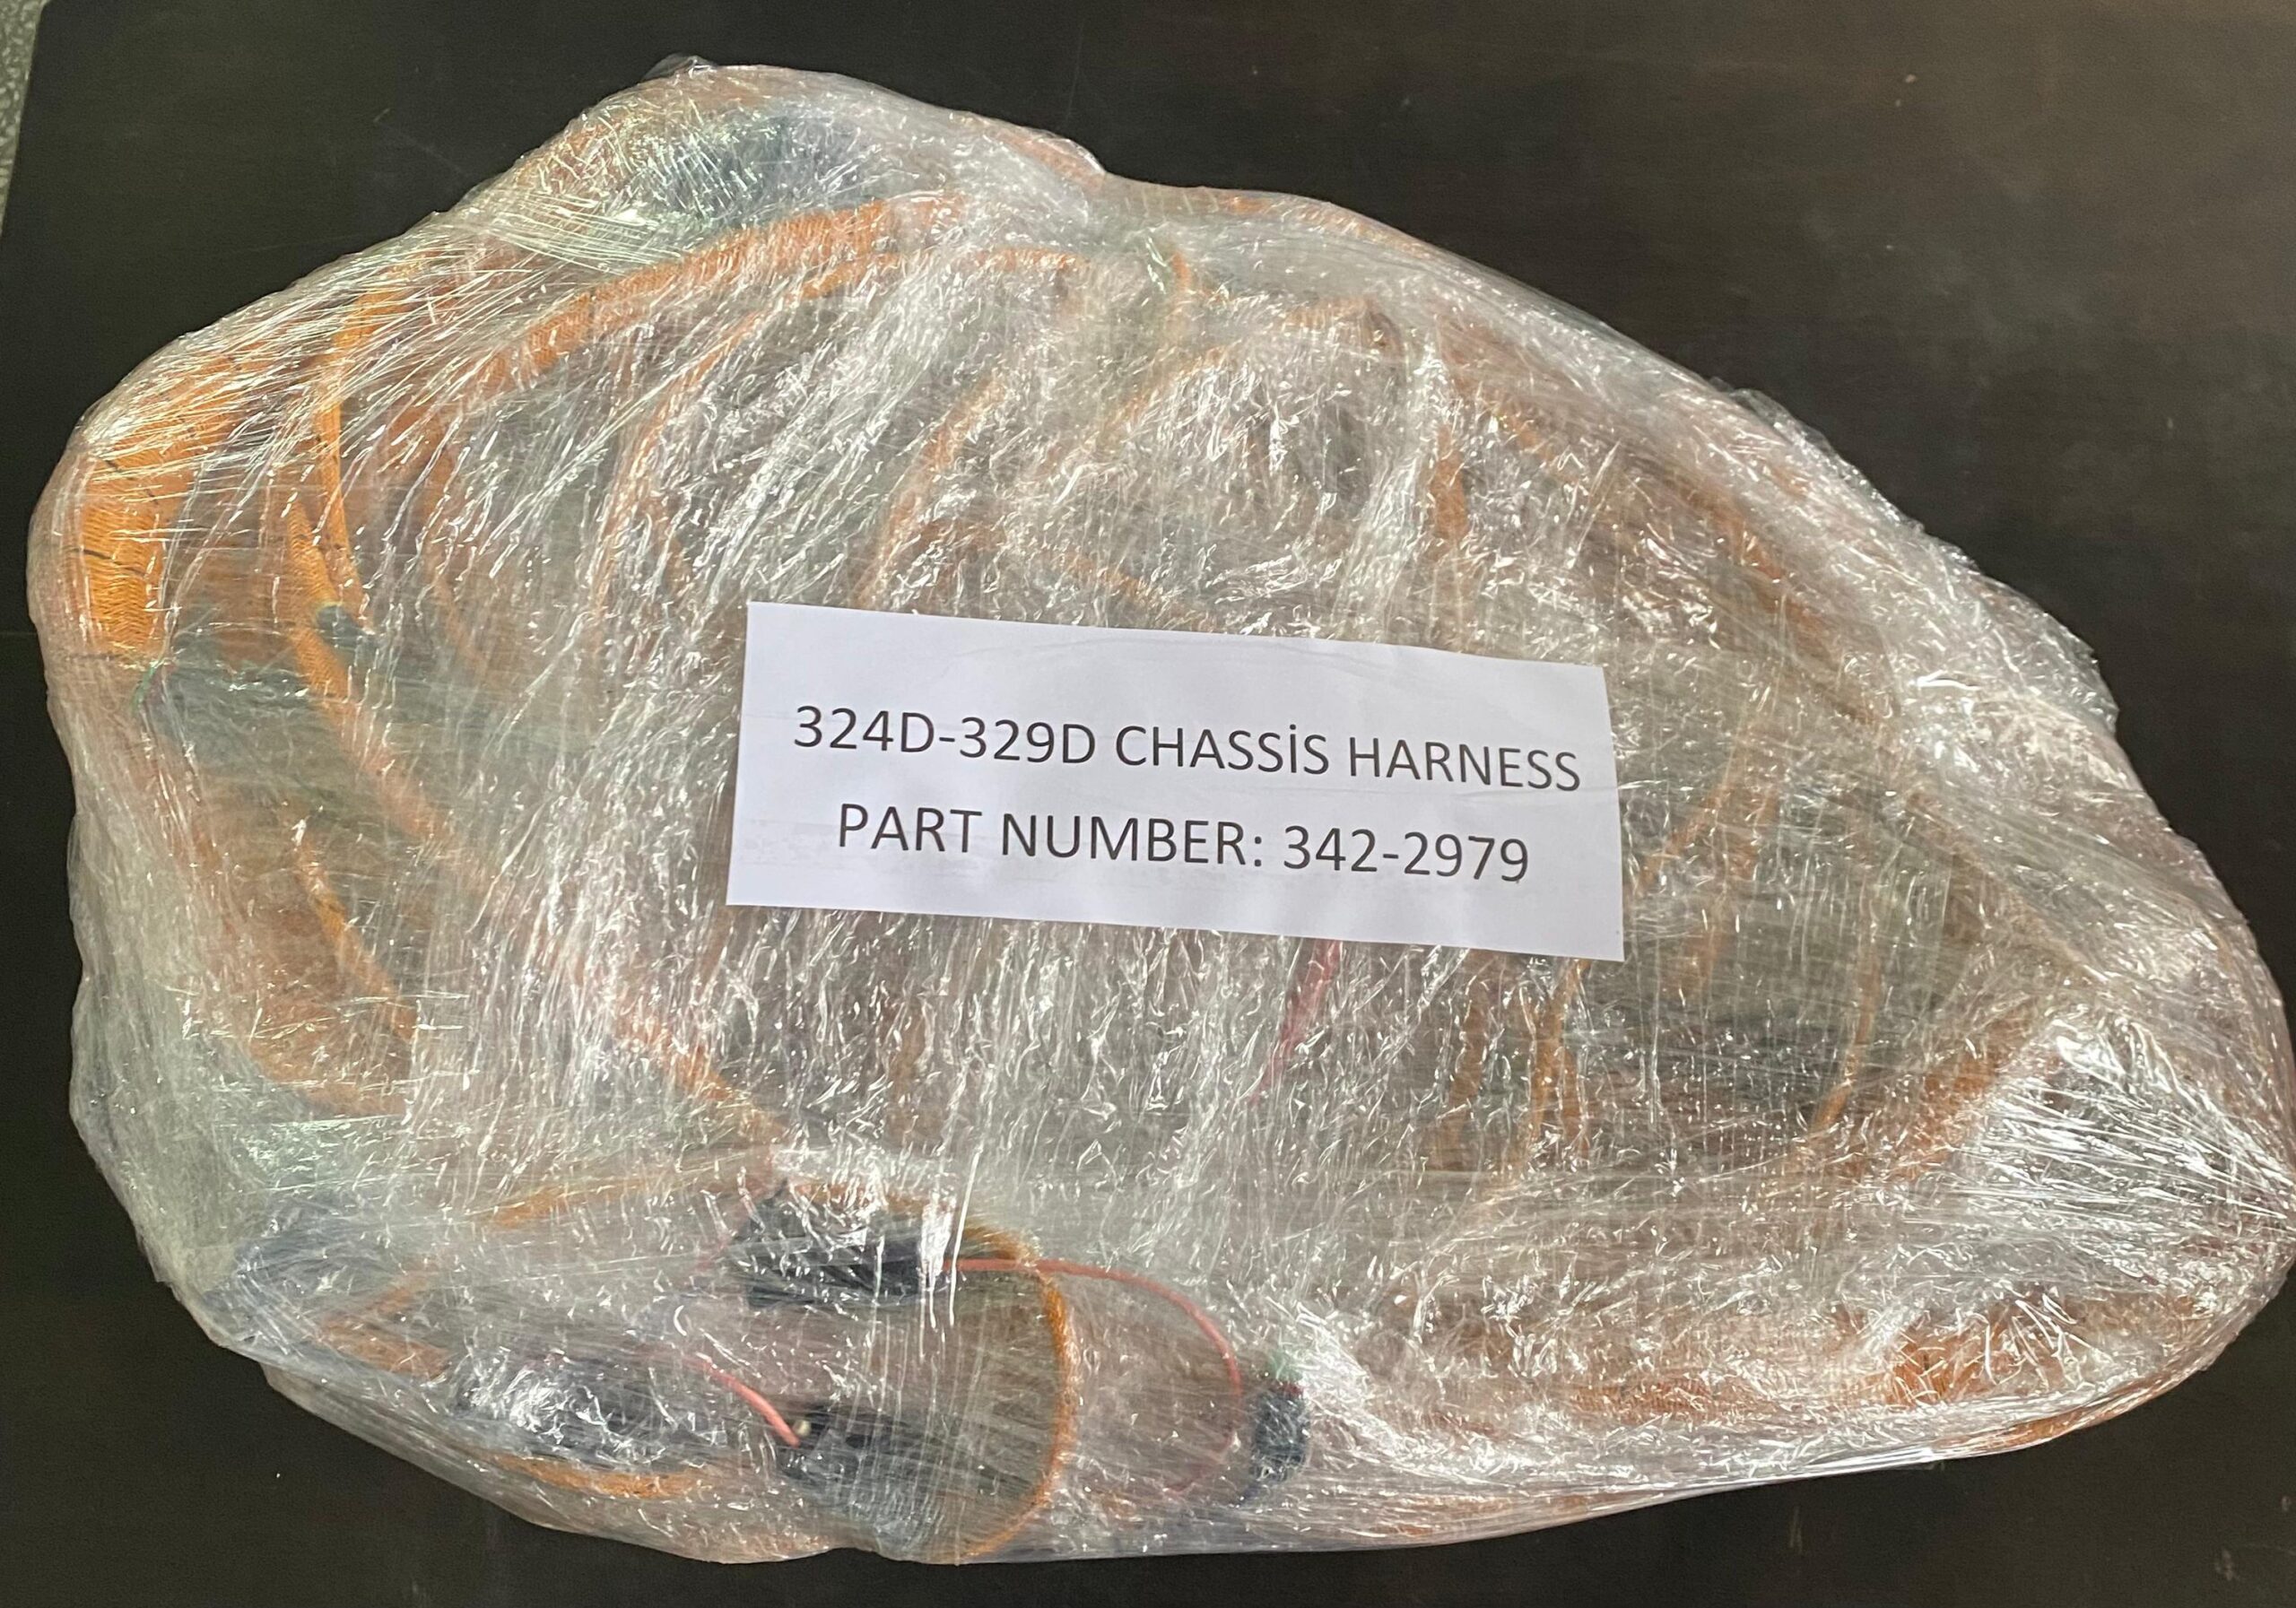 324D-329D CHASSİS HARNESS
PART NUMBER: 342-2979